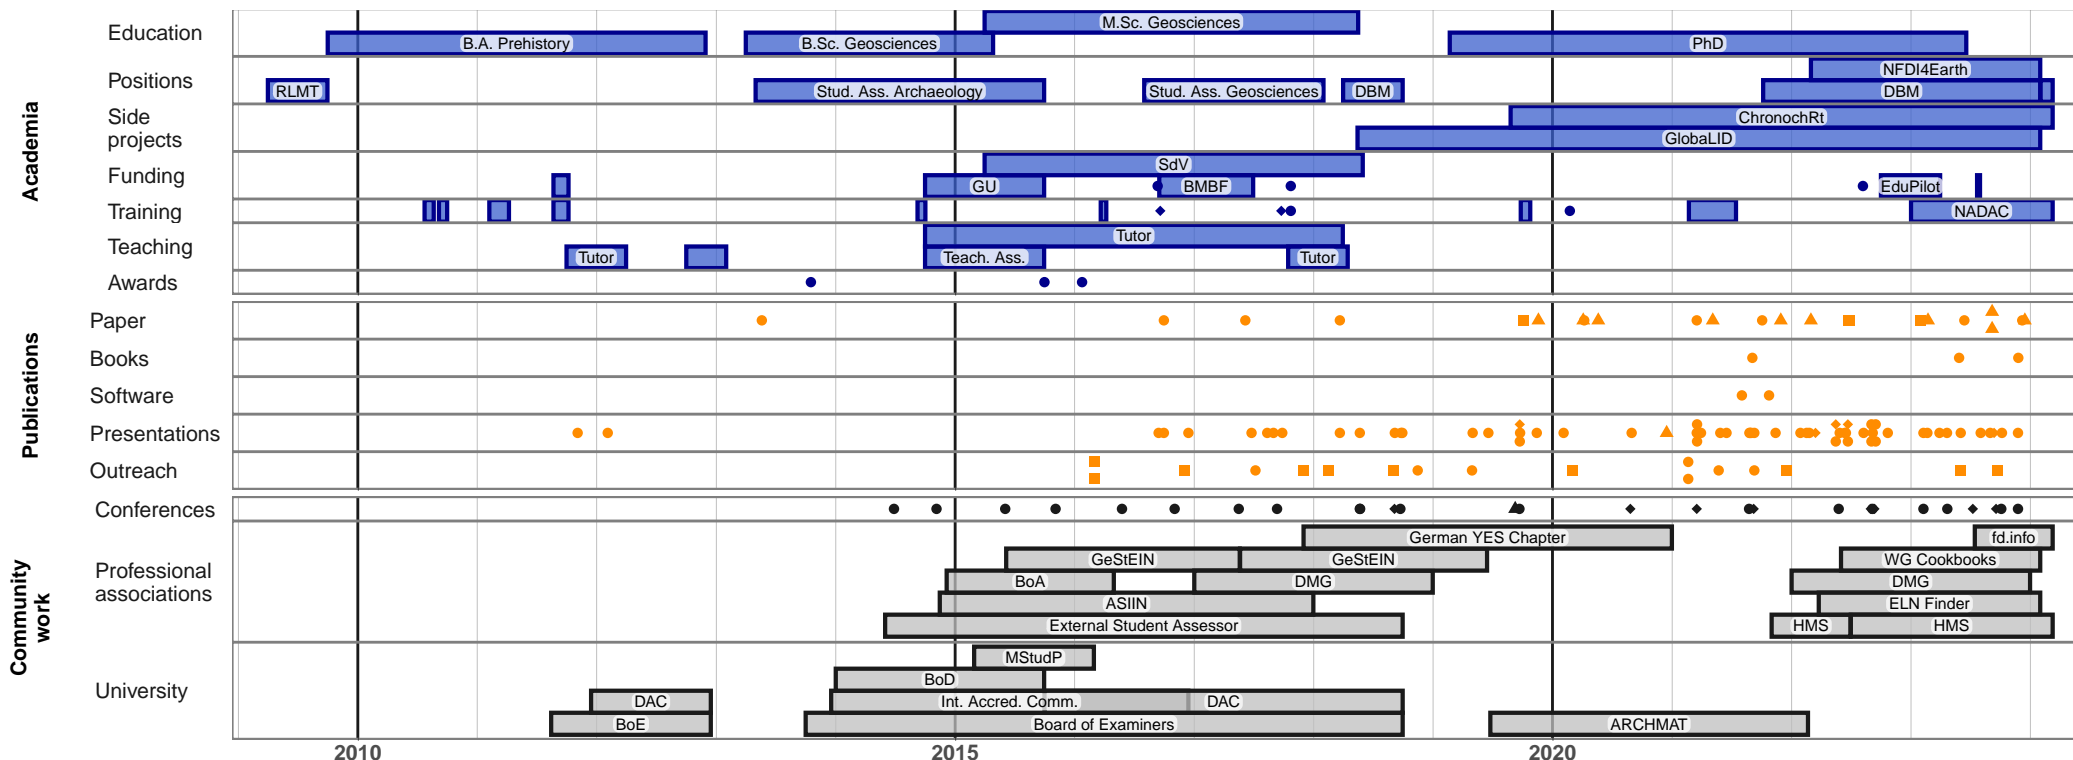 Academia
Education
M.Sc. Geosciences
B.A. Prehistory
B.Sc. Geosciences
PhD
Positions
NFDI4Earth
RLMT
Stud. Ass. Archaeology
Stud. Ass. Geosciences
DBM
DBM
Side
projects
ChronochRt
GlobaLID
Funding
SdV
GU
BMBF
EduPilot
Training
NADAC
Teaching
Tutor
Tutor
Teach. Ass.
Tutor
Awards
Publications
Paper
Books
Software
Presentations
Outreach
Community
work
Conferences
Professional
associations
German YES Chapter
fd.info
GeStEIN
GeStEIN
WG Cookbooks
BoA
DMG
DMG
ASIIN
ELN Finder
External Student Assessor
HMS
HMS
University
MStudP
BoD
DAC
Int. Accred. Comm.
DAC
BoE
Board of Examiners
ARCHMAT
2010
2015
2020